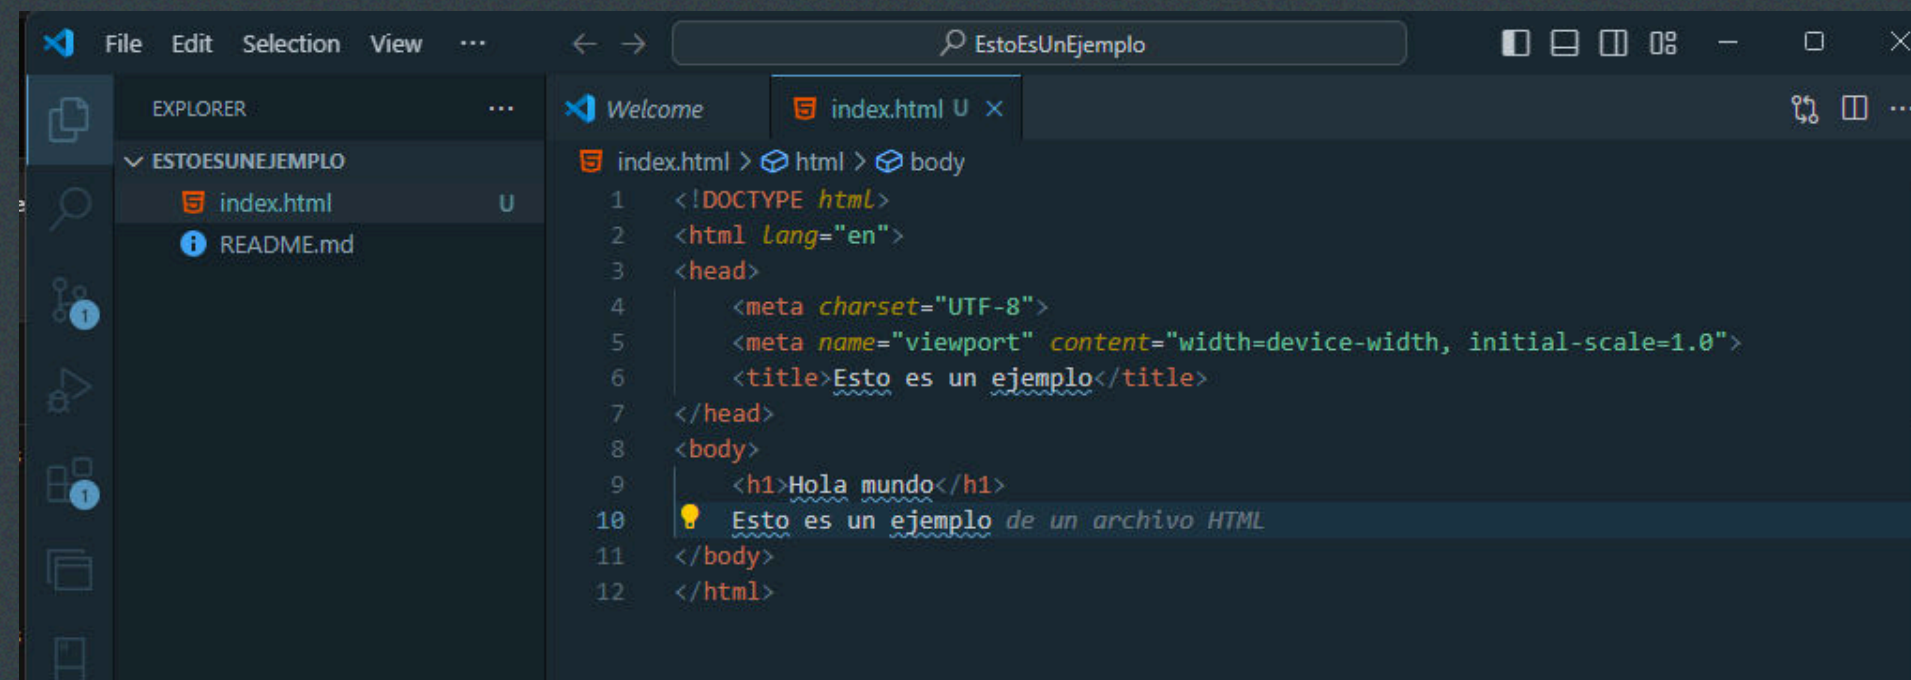 File Edit Selection View ···
EstoEsUnEjemplo
EXPLORER ···
ESTOESUNEJEMPLO
index.html U
README.md
1
1
Welcome index.html U
index.html > html > body
1 <!DOCTYPE html>
2 <html lang="en">
3 <head>
4 <meta charset="UTF-8">
5 <meta name="viewport" content="width=device-width, initial-scale=1.0">
6 <title>Esto es un ejemplo</title>
7 </head>
8 <body>
9 <h1>Hola mundo</h1>
10 Esto es un ejemplo de un archivo HTML
11 </body>
12 </html>